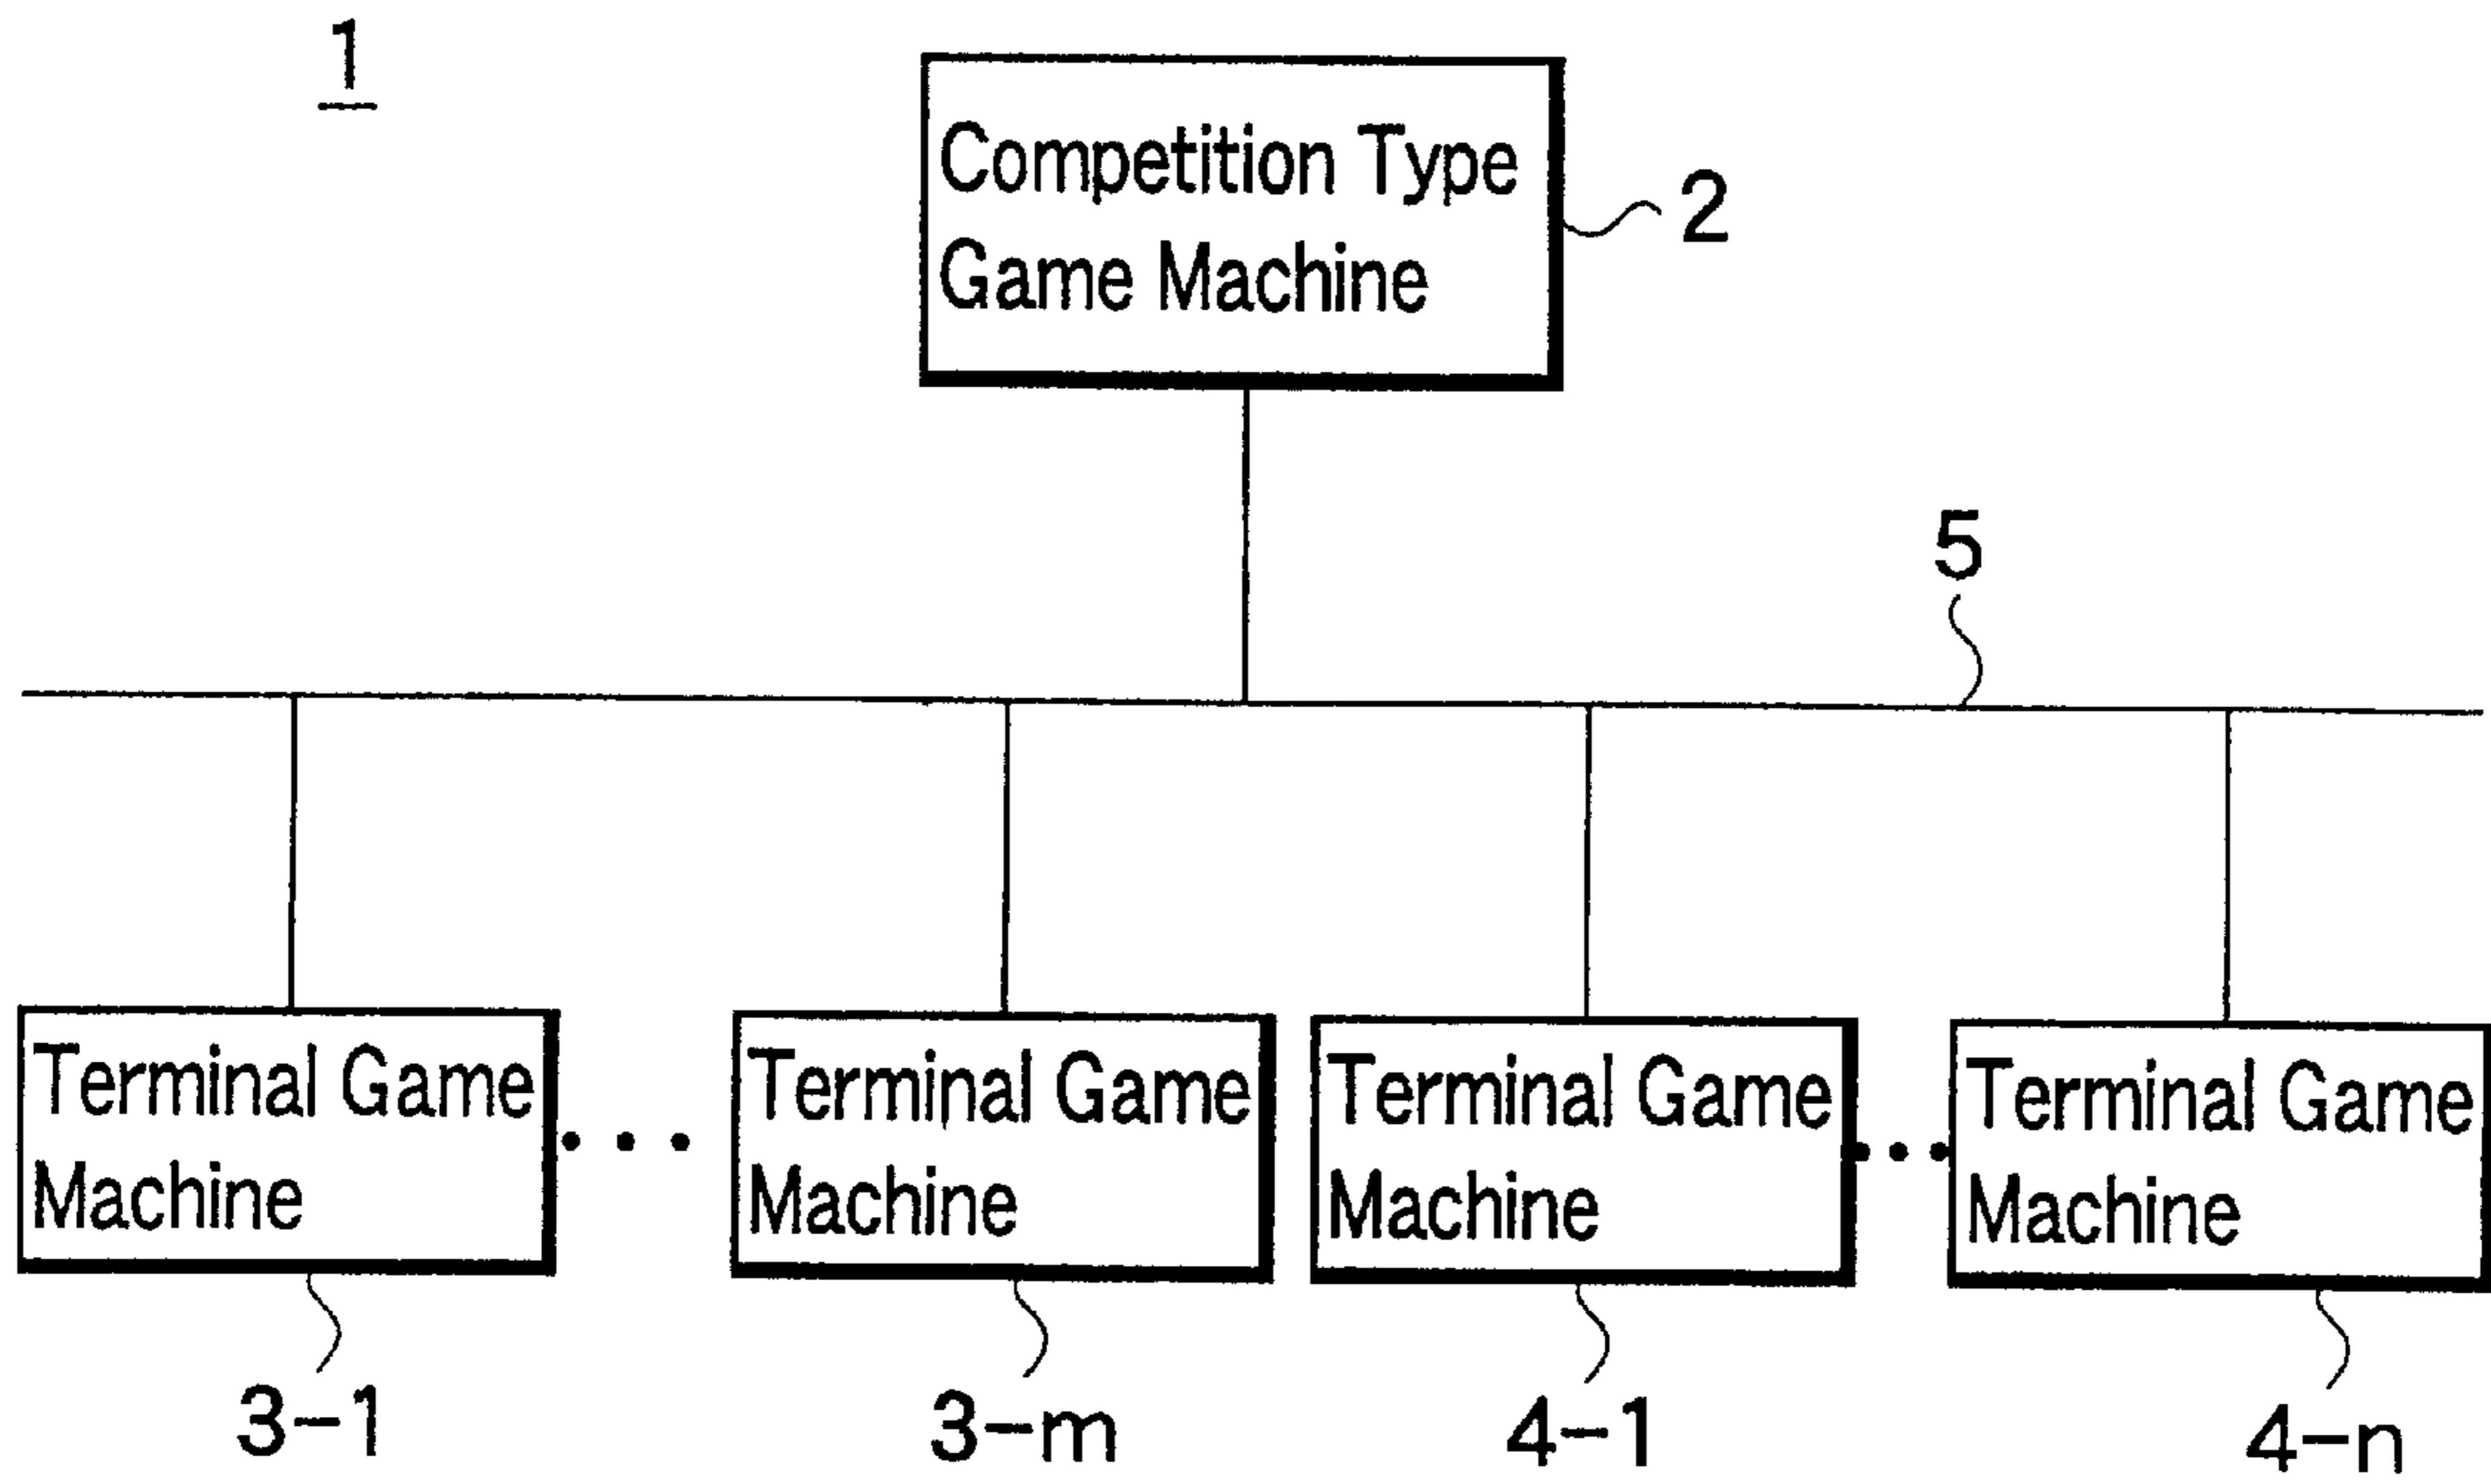 1
Competition Type
Game Machine
2
5
Terminal Game
Machine
Terminal Game
Machine
Terminal Game
Machine
Terminal Game
Machine
3-1
3-m
4-1
4-n